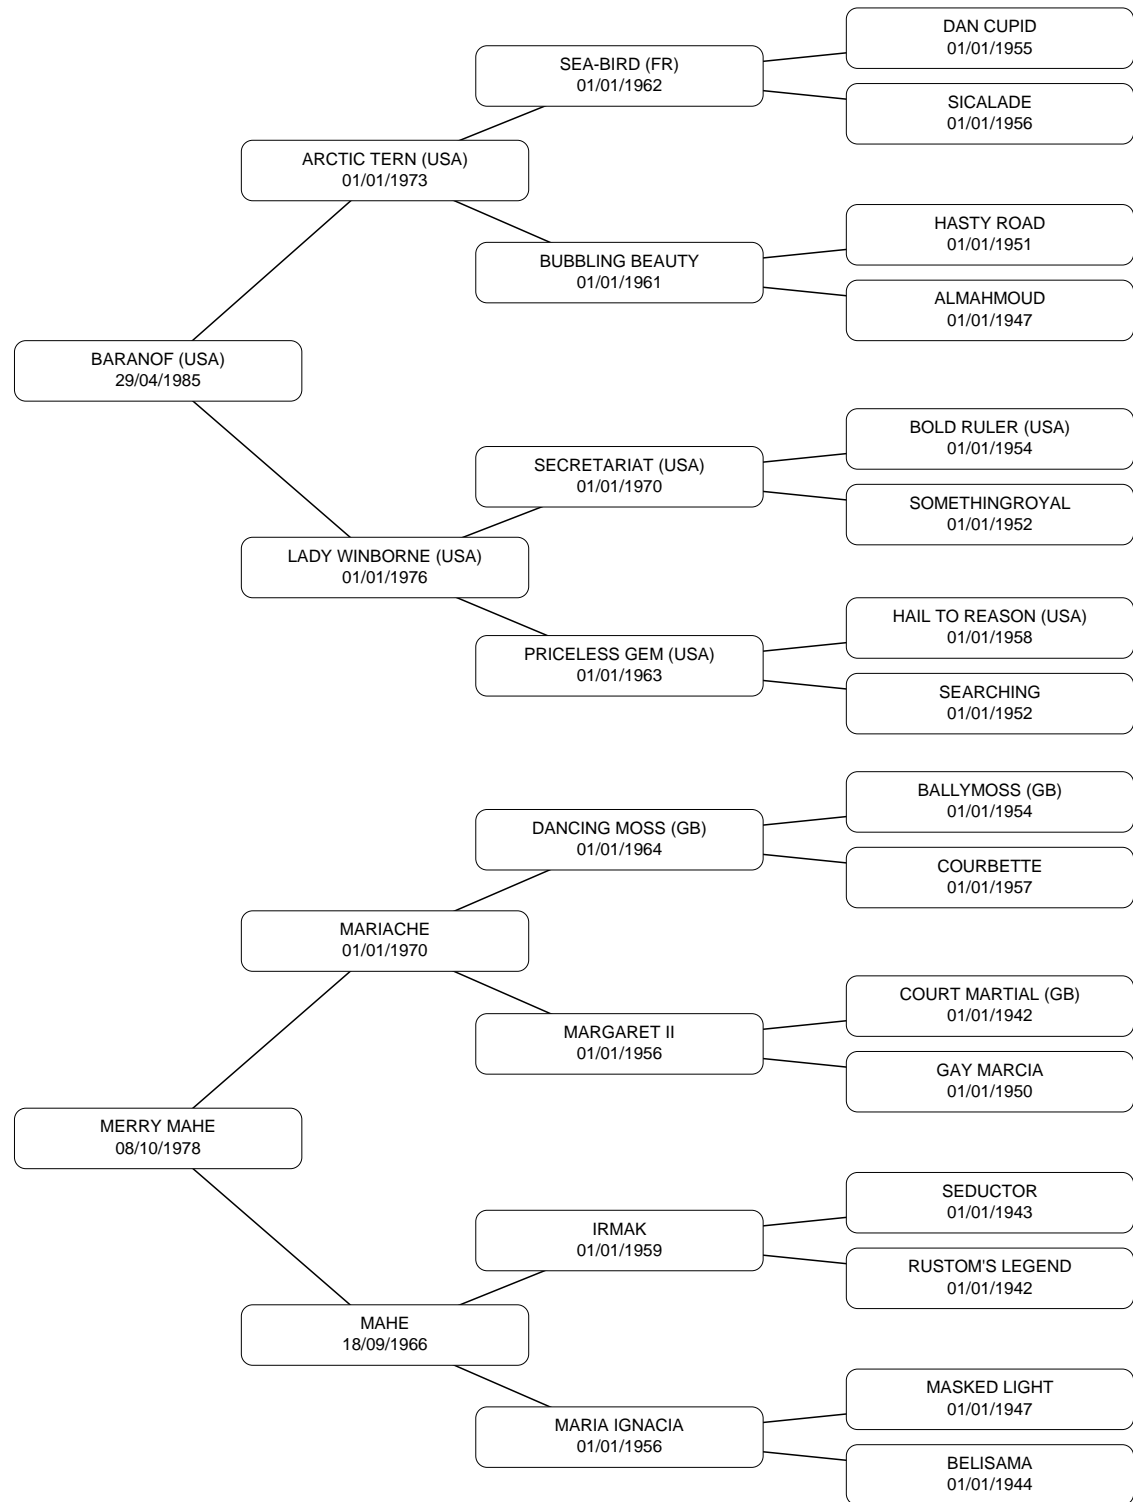 DAN CUPID
01/01/1955
SEA-BIRD (FR)
01/01/1962
SICALADE
01/01/1956
ARCTIC TERN (USA)
01/01/1973
HASTY ROAD
01/01/1951
BUBBLING BEAUTY
01/01/1961
ALMAHMOUD
01/01/1947
BARANOF (USA)
29/04/1985
BOLD RULER (USA)
01/01/1954
SECRETARIAT (USA)
01/01/1970
SOMETHINGROYAL
01/01/1952
LADY WINBORNE (USA)
01/01/1976
HAIL TO REASON (USA)
01/01/1958
PRICELESS GEM (USA)
01/01/1963
SEARCHING
01/01/1952
BALLYMOSS (GB)
01/01/1954
DANCING MOSS (GB)
01/01/1964
COURBETTE
01/01/1957
MARIACHE
01/01/1970
COURT MARTIAL (GB)
01/01/1942
MARGARET II
01/01/1956
GAY MARCIA
01/01/1950
MERRY MAHE
08/10/1978
SEDUCTOR
01/01/1943
IRMAK
01/01/1959
RUSTOM'S LEGEND
01/01/1942
MAHE
18/09/1966
MASKED LIGHT
01/01/1947
MARIA IGNACIA
01/01/1956
BELISAMA
01/01/1944